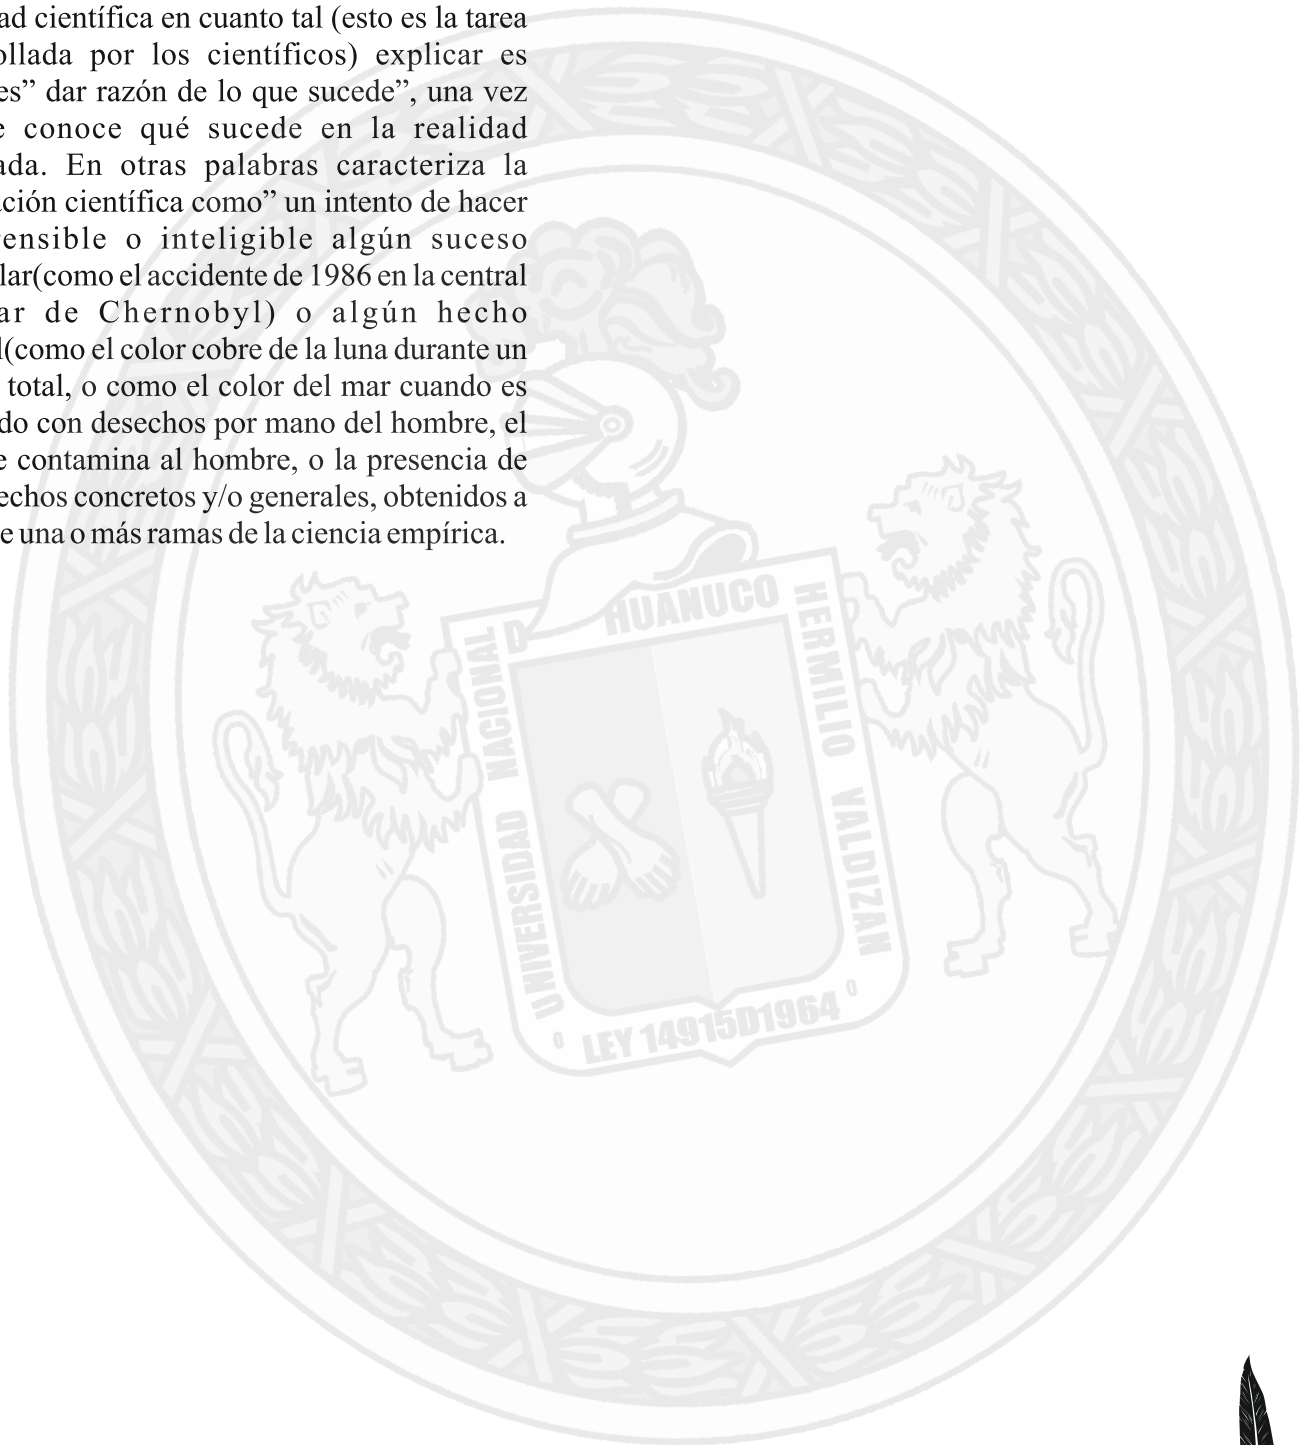 ad científica en cuanto tal (esto es la tarea
ollada por los científicos) explicar es
es” dar razón de lo que sucede”, una vez
e conoce qué sucede en la realidad
ada. En otras palabras caracteriza la
ación científica como” un intento de hacer
rensible o inteligible algún suceso
lar(como el accidente de 1986 en la central
ar de Chernobyl) o algún hecho
l(como el color cobre de la luna durante un
total, o como el color del mar cuando es
do con desechos por mano del hombre, el
e contamina al hombre, o la presencia de
echos concretos y/o generales, obtenidos a
e una o más ramas de la ciencia empírica.
UNIVERSIDAD NACIONAL
D HUANUCO
HERMILIO VALDIZAN
LEY 14915D1964